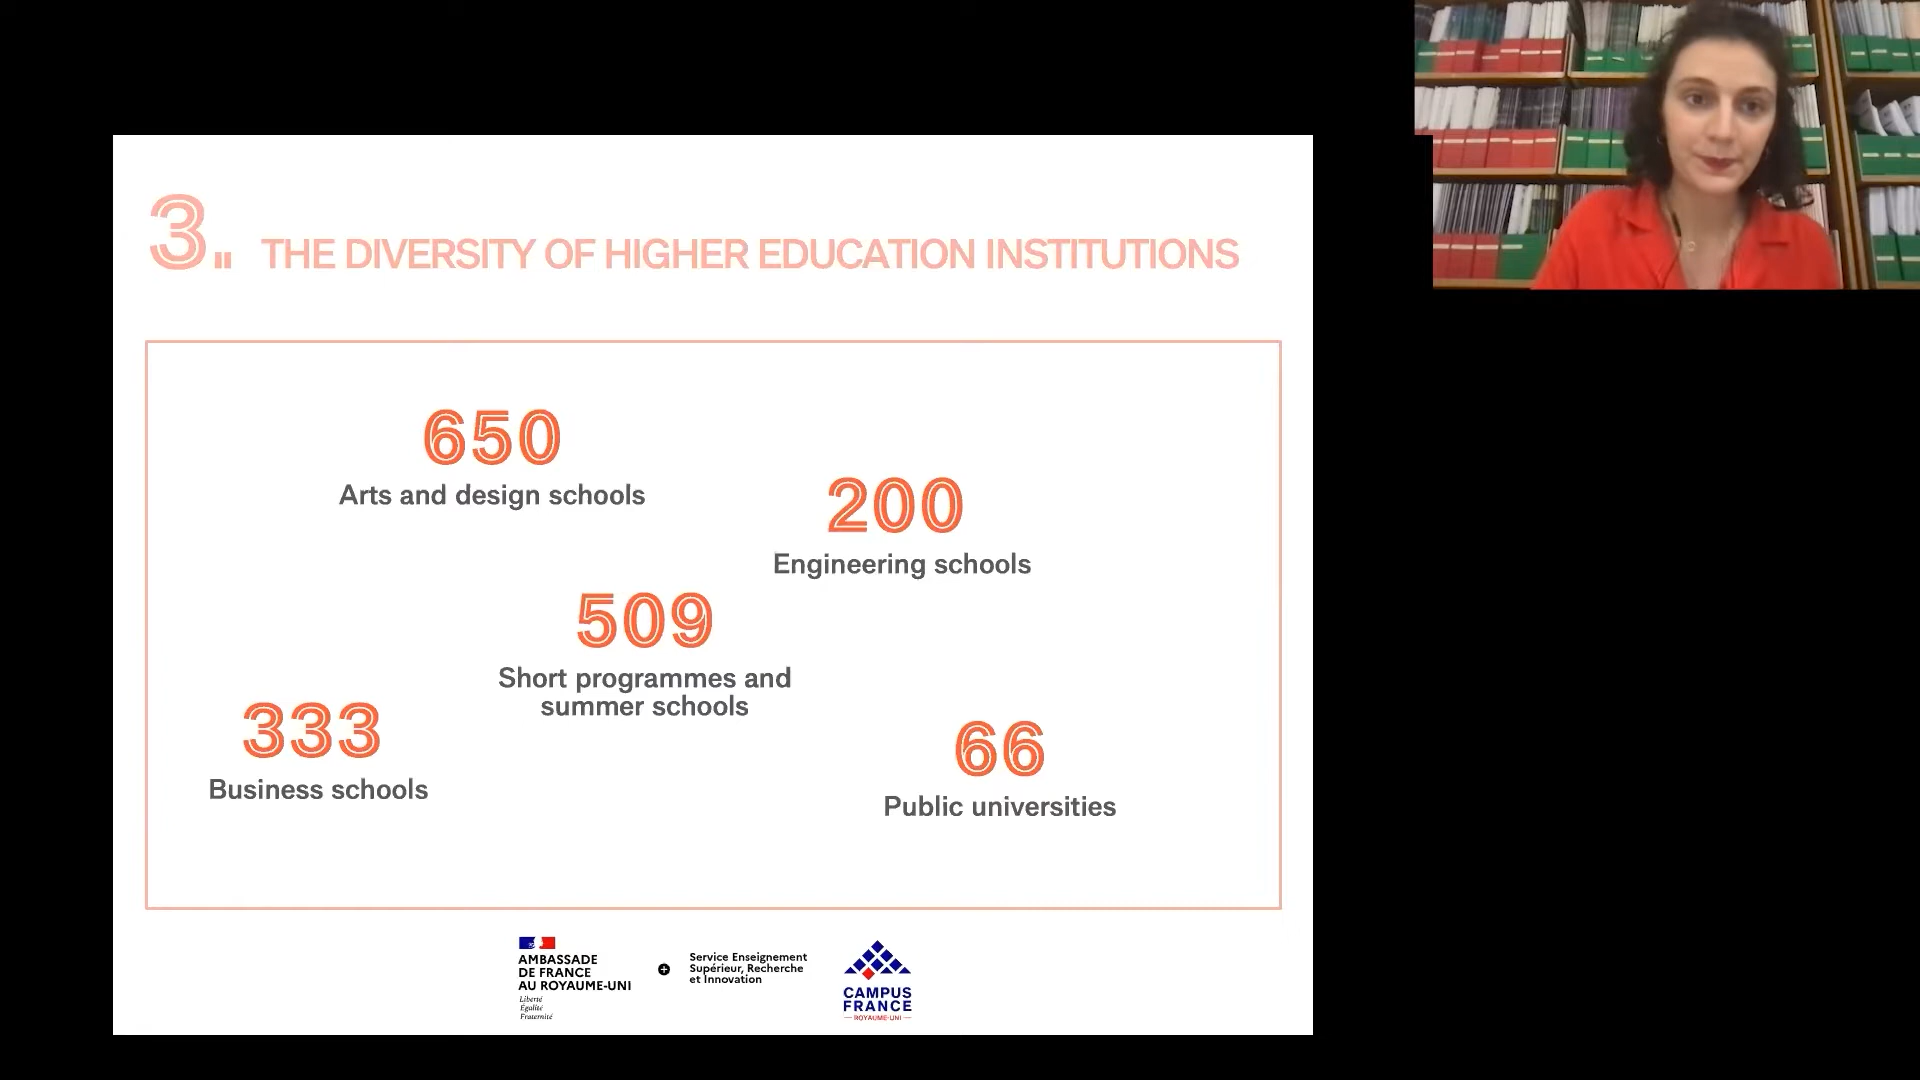 3. THE DIVERSITY OF HIGHER EDUCATION INSTITUTIONS
650
Arts and design schools
200
Engineering schools
509
Short programmes and
summer schools
333
Business schools
66
Public universities
AMBASSADE
DE FRANCE
AU ROYAUME-UNI
Liberté
Égalité
Fraternité
Service Enseignement
Supérieur, Recherche
et Innovation
CAMPUS
FRANCE
ROYAUME-UNI